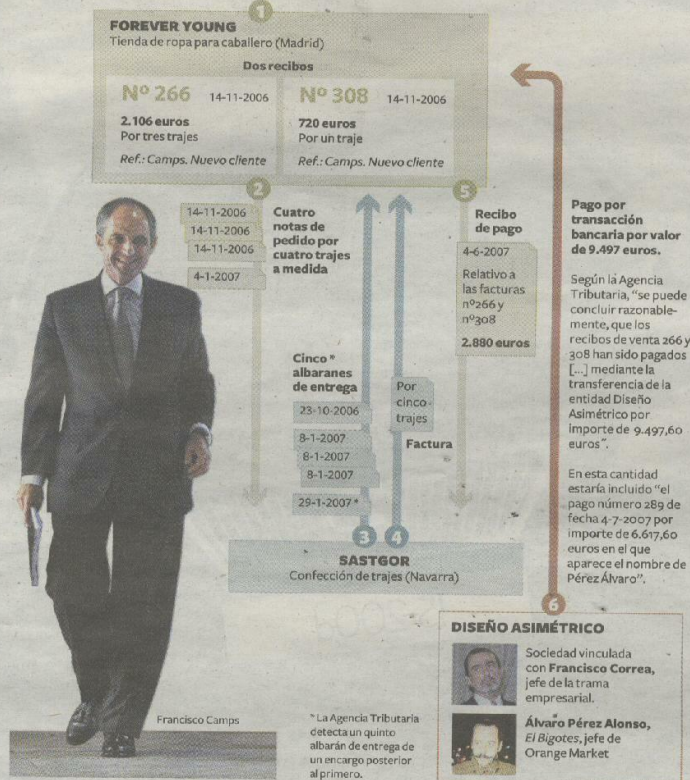 1
FOREVER YOUNG
Tienda de ropa para caballero (Madrid)
Dos recibos
Nº 266 14-11-2006
2.106 euros
Por tres trajes
Ref.: Camps. Nuevo cliente
Nº 308 14-11-2006
720 euros
Por un traje
Ref.: Camps. Nuevo cliente
2
14-11-2006
14-11-2006
14-11-2006
4-1-2007
Cuatro
notas de
pedido por
cuatro trajes
a medida
Cinco *
albaranes
de entrega
23-10-2006
8-1-2007
8-1-2007
8-1-2007
29-1-2007*
3
4
Por
cinco
trajes
Factura
5
Recibo
de pago
4-6-2007
Relativo a
las facturas
nº266 y
nº308
2.880 euros
SASTGOR
Confección de trajes (Navarra)
Pago por
transacción
bancaria por valor
de 9.497 euros.
Según la Agencia
Tributaria, “se puede
concluir razonable-
mente, que los
recibos de venta 266 y
308 han sido pagados
[...] mediante la
transferencia de la
entidad Diseño
Asimétrico por
importe de 9.497,60
euros”.
En esta cantidad
estaría incluido “el
pago número 289 de
fecha 4-7-2007 por
importe de 6.617,60
euros en el que
aparece el nombre de
Pérez Álvaro”.
6
DISEÑO ASIMÉTRICO
Sociedad vinculada
con Francisco Correa,
jefe de la trama
empresarial.
Álvaro Pérez Alonso,
El Bigotes, jefe de
Orange Market
Francisco Camps
* La Agencia Tributaria
detecta un quinto
albarán de entrega de
un encargo posterior
al primero.